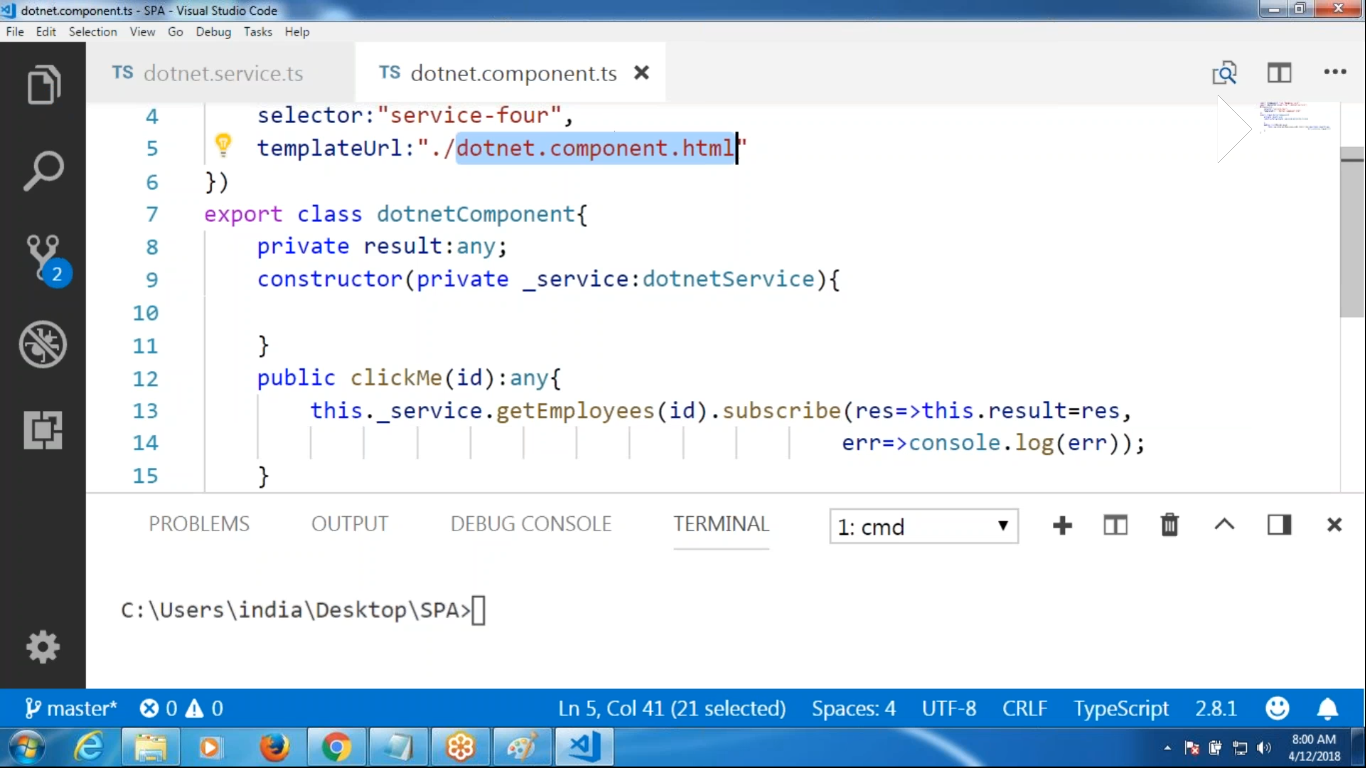 dotnet.component.ts - SPA - Visual Studio Code
File Edit Selection View Go Debug Tasks Help
TS dotnet.service.ts TS dotnet.component.ts
4 selector:"service-four",
5 templateUrl:"./dotnet.component.html"
6 })
7 export class dotnetComponent{
8 private result:any;
9 constructor(private _service:dotnetService){
10
11 }
12 public clickMe(id):any{
13 this._service.getEmployees(id).subscribe(res=>this.result=res,
14 err=>console.log(err));
15 }
2
PROBLEMS OUTPUT DEBUG CONSOLE TERMINAL 1: cmd
C:\Users\india\Desktop\SPA>
master* 0 0 Ln 5, Col 41 (21 selected) Spaces: 4 UTF-8 CRLF TypeScript 2.8.1
8:00 AM
4/12/2018